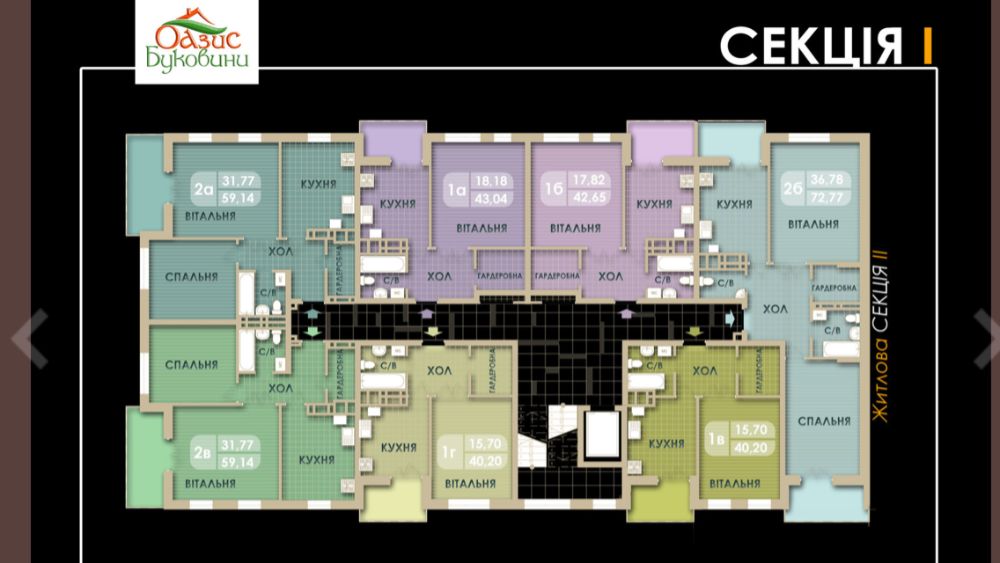 Оазис
Буковини
СЕКЦІЯ І
2а
31,77
59,14
ВІТАЛЬНЯ
КУХНЯ
ХОЛ
ГАРДЕРОБНА
СПАЛЬНЯ
С/В
1а
18,18
43,04
КУХНЯ
ВІТАЛЬНЯ
ХОЛ
ГАРДЕРОБНА
С/В
1б
17,82
42,65
ВІТАЛЬНЯ
КУХНЯ
ГАРДЕРОБНА
ХОЛ
С/В
2б
36,78
72,77
КУХНЯ
ВІТАЛЬНЯ
С/В
ГАРДЕРОБНА
ХОЛ
С/В
СПАЛЬНЯ
Житлова СЕКЦІЯ ІІ
СПАЛЬНЯ
С/В
ХОЛ
ГАРДЕРОБНА
2в
31,77
59,14
ВІТАЛЬНЯ
КУХНЯ
С/В
ХОЛ
ГАРДЕРОБНА
КУХНЯ
1г
15,70
40,20
ВІТАЛЬНЯ
С/В
ХОЛ
ГАРДЕРОБНА
КУХНЯ
1в
15,70
40,20
ВІТАЛЬНЯ